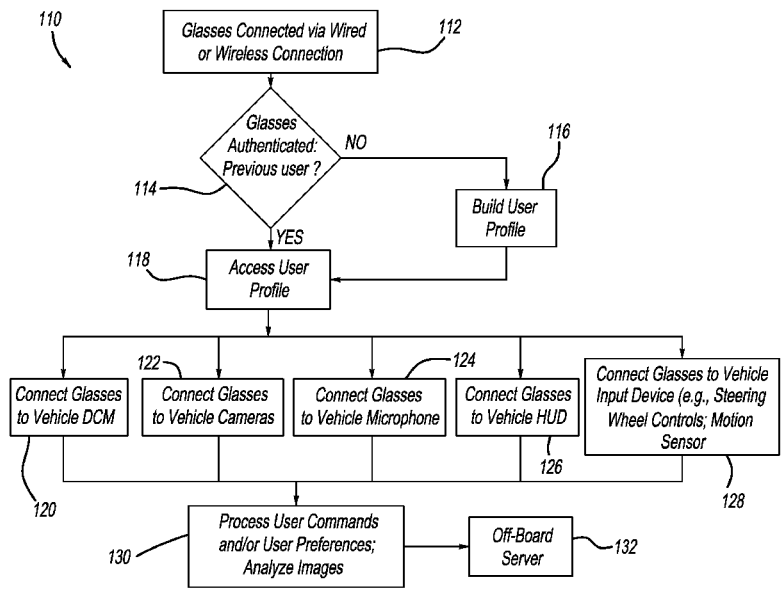 110
Glasses Connected via Wired
or Wireless Connection
112
Glasses
Authenticated:
Previous user ?
NO
114
116
Build User
Profile
YES
118
Access User
Profile
122
124
Connect Glasses
to Vehicle DCM
Connect Glasses
to Vehicle Cameras
Connect Glasses
to Vehicle Microphone
Connect Glasses
to Vehicle HUD
Connect Glasses to Vehicle
Input Device (e.g., Steering
Wheel Controls; Motion
Sensor
120
126
128
Process User Commands
and/or User Preferences;
Analyze Images
130
Off-Board
Server
132